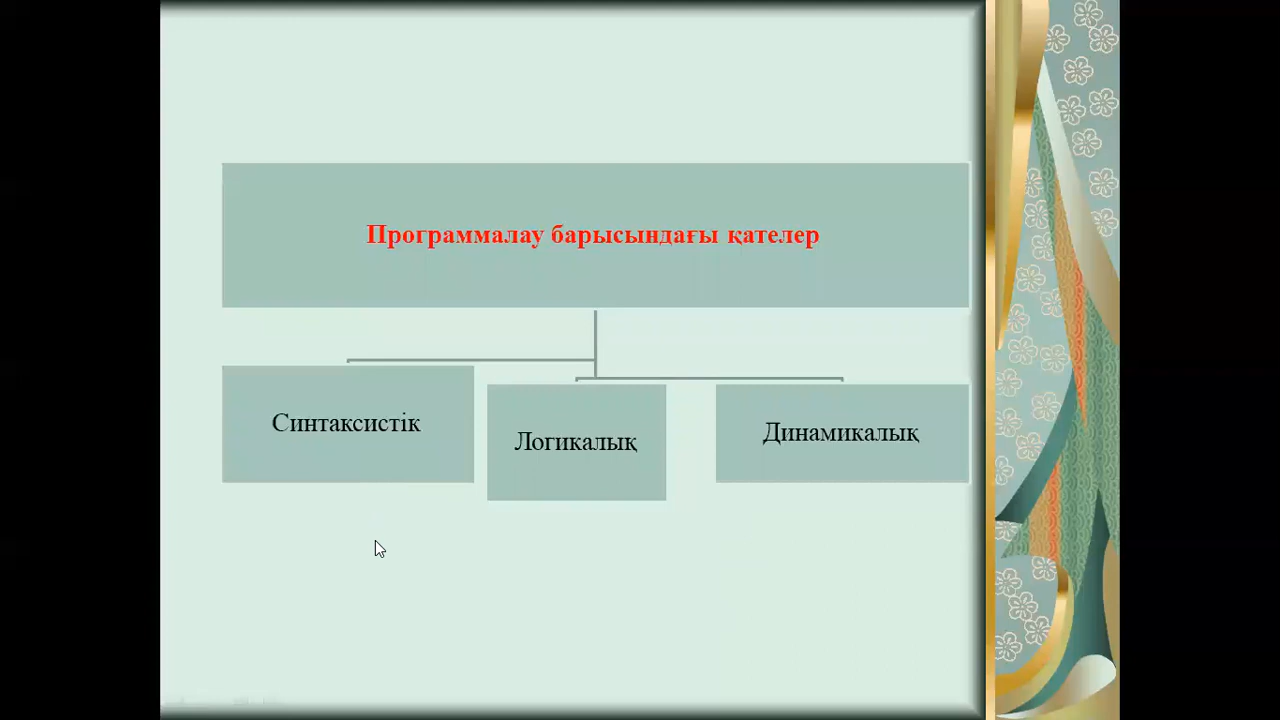 Программалау барысындағы қателер
Синтаксистік
Логикалық
Динамикалық